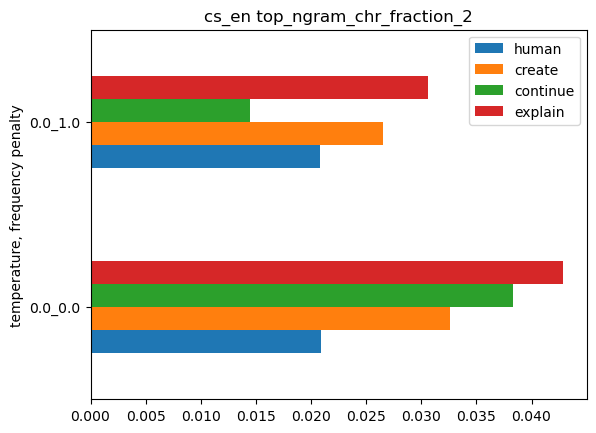 cs_en top_ngram_chr_fraction_2
human
create
continue
explain
temperature, frequency penalty
0.0_1.0
0.0_0.0
0.000 0.005 0.010 0.015 0.020 0.025 0.030 0.035 0.040